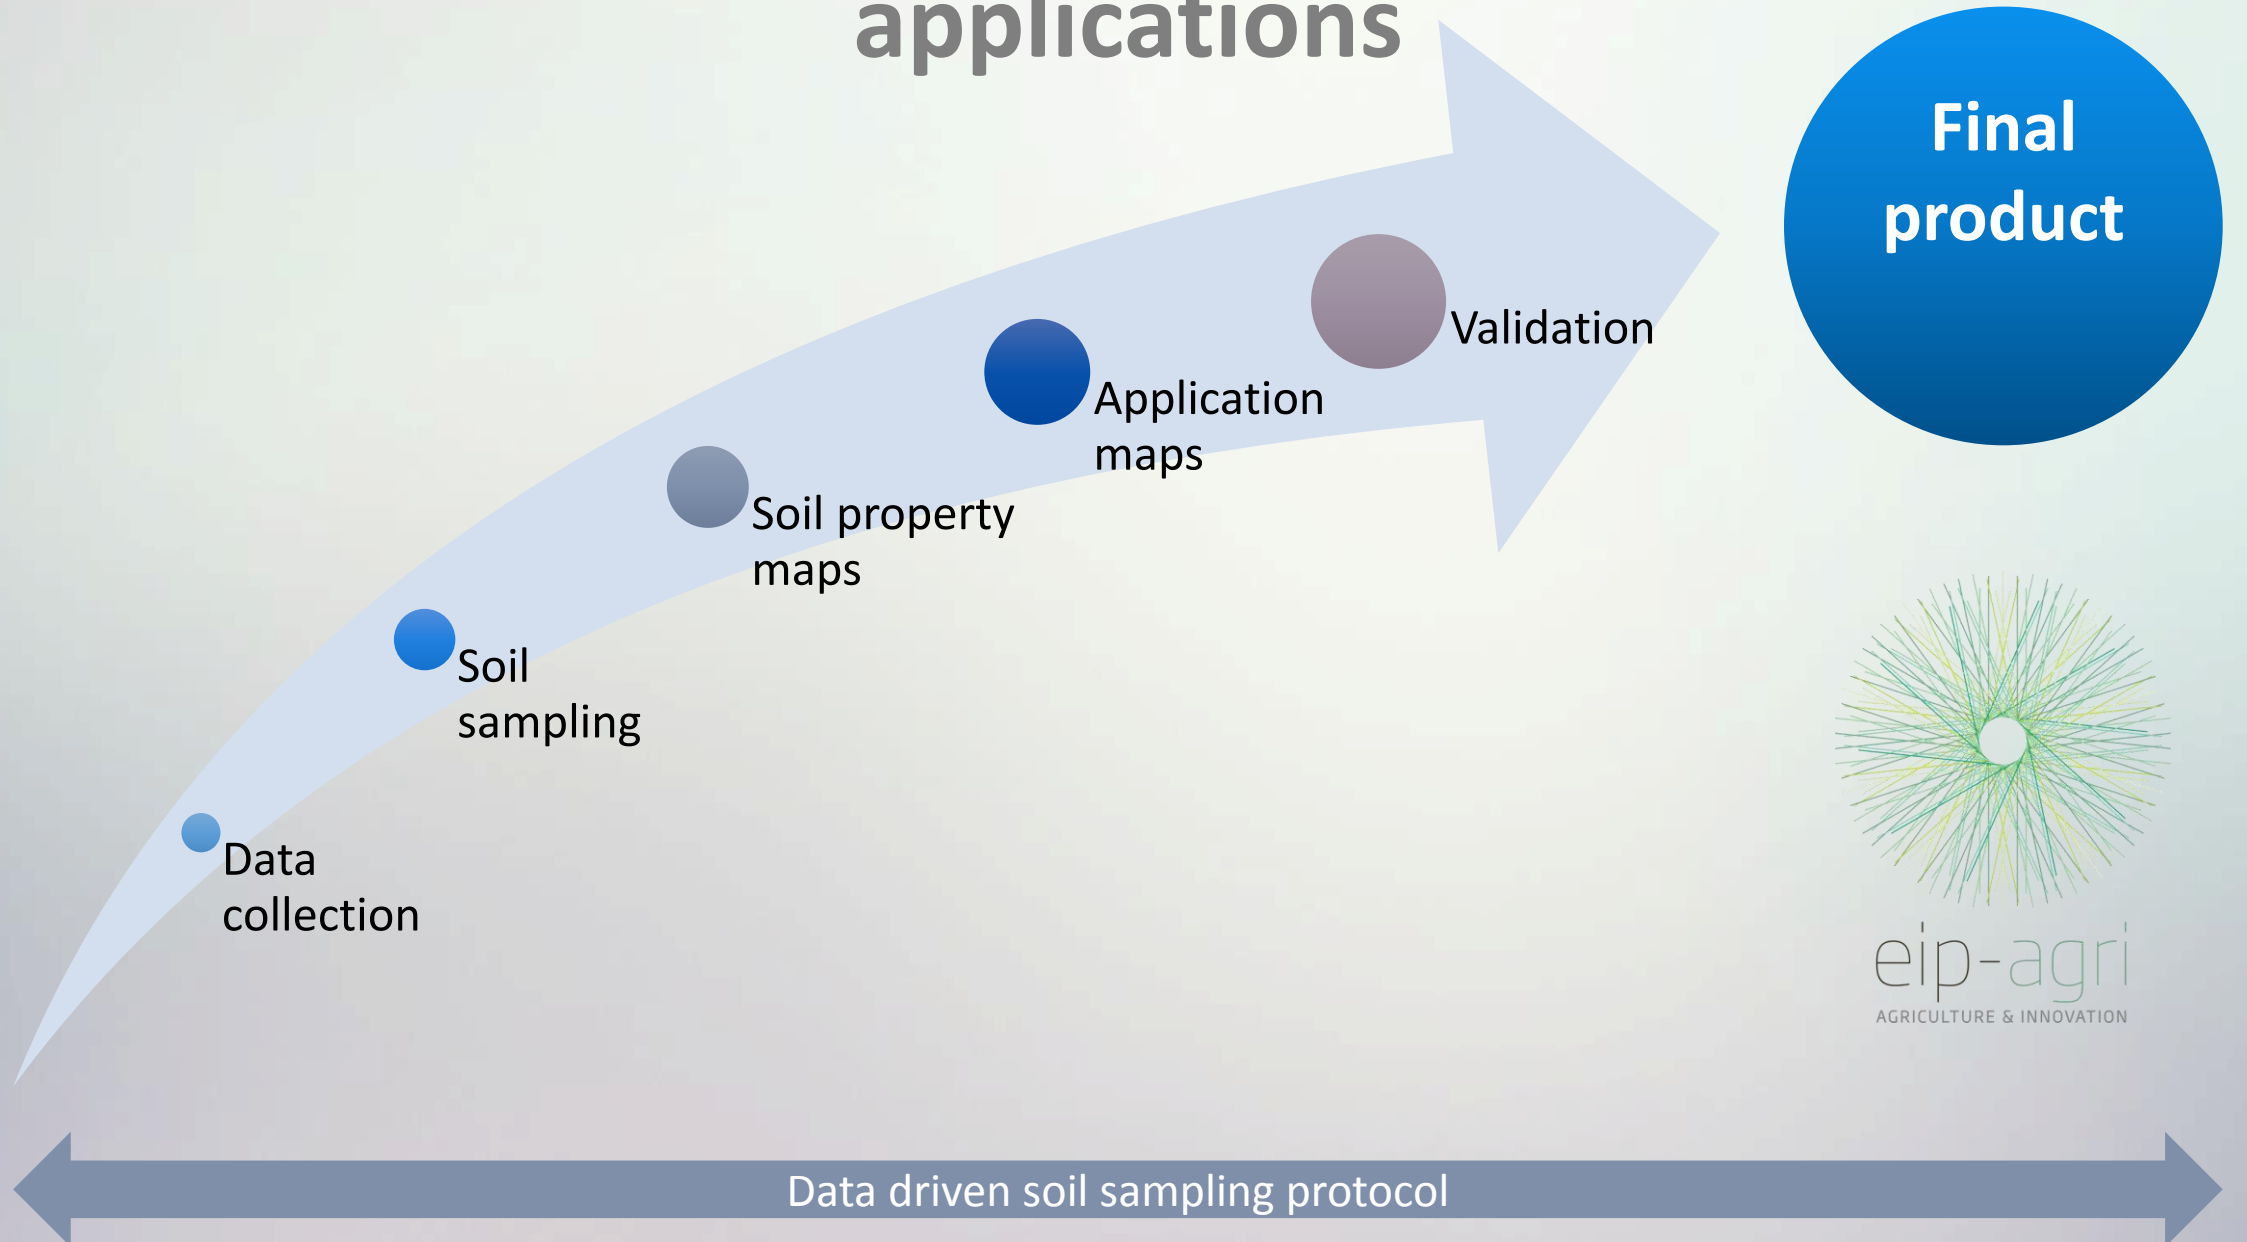 applications
Final
product
Validation
Application
maps
Soil property
maps
Soil
sampling
Data
collection
eip-agri
AGRICULTURE & INNOVATION
Data driven soil sampling protocol